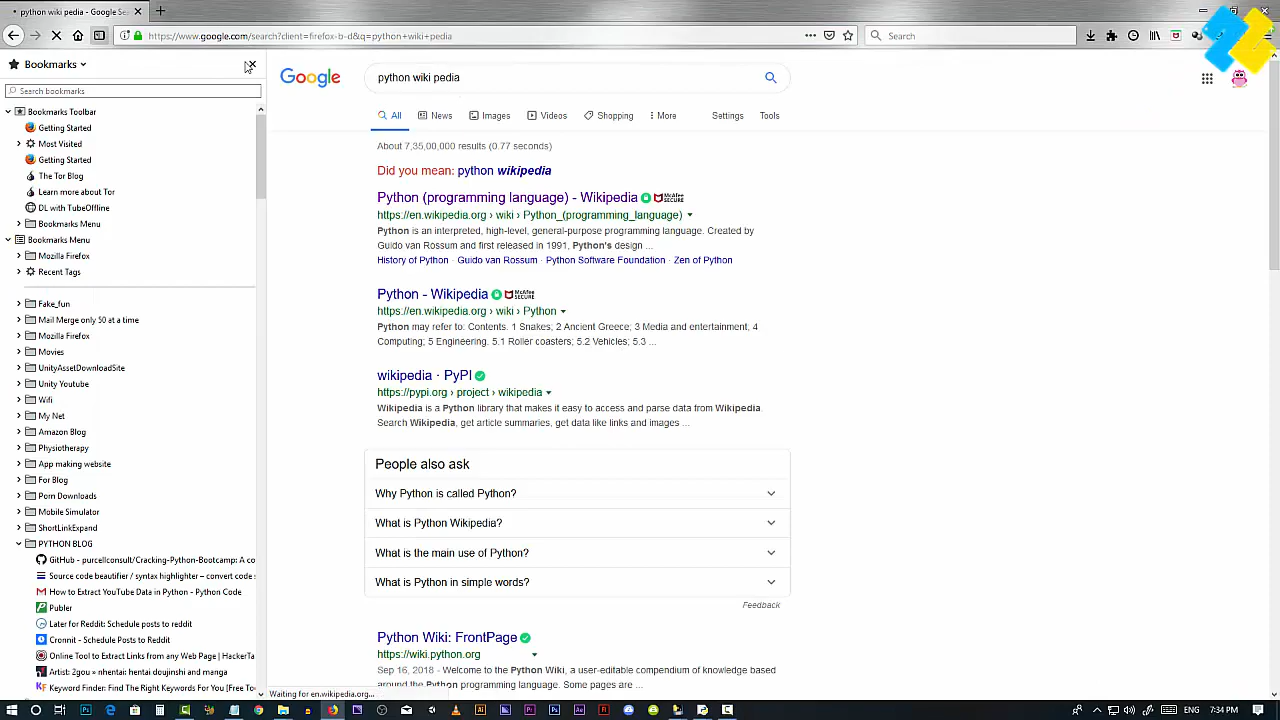 python wiki pedia - Google Se
https://www.google.com/search?client=firefox-b-d&q=python+wiki+pedia
Search
Bookmarks
Search bookmarks
Bookmarks Toolbar
Getting Started
Most Visited
Getting Started
The Tor Blog
Learn more about Tor
DL with TubeOffline
Bookmarks Menu
Bookmarks Menu
Mozilla Firefox
Recent Tags
Fake_fun
Mail Merge only 50 at a time
Mozilla Firefox
Movies
UnityAssetDownloadSite
Unity Youtube
Wifi
My Net
Amazon Blog
Physiotherapy
App making website
For Blog
Porn Downloads
Mobile Simulator
ShortLinkExpand
PYTHON BLOG
GitHub - purcellconsult/Cracking-Python-Bootcamp: A co
Source code beautifier / syntax highlighter – convert code s
How to Extract YouTube Data in Python - Python Code
Publer
Later for Reddit: Schedule posts to reddit
Cronnit - Schedule Posts to Reddit
Online Tool to Extract Links from any Web Page | HackerTa
Artist: 2gou » nhentai: hentai doujinshi and manga
Keyword Finder: Find The Right Keywords For You [Free To
Google
python wiki pedia
All News Images Videos Shopping More Settings Tools
About 7,35,00,000 results (0.77 seconds)
Did you mean: python wikipedia
Python (programming language) - Wikipedia McAfee SECURE
https://en.wikipedia.org › wiki › Python_(programming_language)
Python is an interpreted, high-level, general-purpose programming language. Created by
Guido van Rossum and first released in 1991, Python's design ...
History of Python · Guido van Rossum · Python Software Foundation · Zen of Python
Python - Wikipedia McAfee SECURE
https://en.wikipedia.org › wiki › Python
Python may refer to: Contents. 1 Snakes; 2 Ancient Greece; 3 Media and entertainment; 4
Computing; 5 Engineering. 5.1 Roller coasters; 5.2 Vehicles; 5.3 ...
wikipedia · PyPI
https://pypi.org › project › wikipedia
Wikipedia is a Python library that makes it easy to access and parse data from Wikipedia.
Search Wikipedia, get article summaries, get data like links and images ...
People also ask
Why Python is called Python?
What is Python Wikipedia?
What is the main use of Python?
What is Python in simple words?
Feedback
Python Wiki: FrontPage
https://wiki.python.org
Sep 16, 2018 - Welcome to the Python Wiki, a user-editable compendium of knowledge based
around the Python programming language. Some pages are ...
Waiting for en.wikipedia.org...
7:34 PM